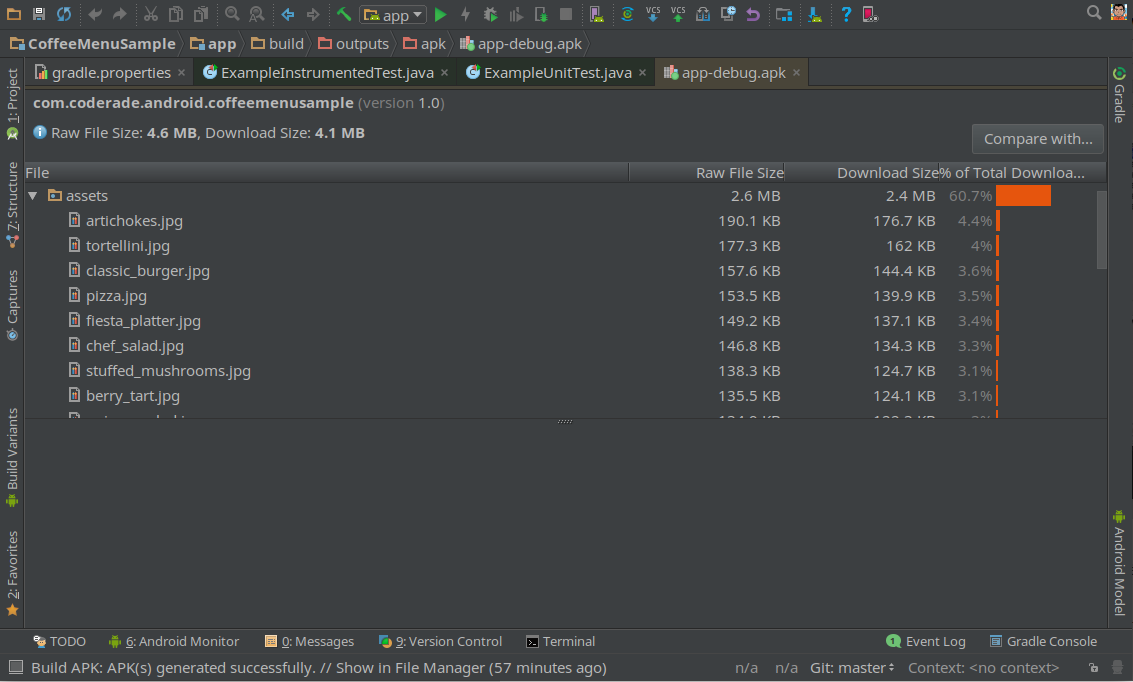 app
VCS VCS
CoffeeMenuSample app build outputs apk app-debug.apk
gradle.properties × ExampleInstrumentedTest.java × ExampleUnitTest.java × app-debug.apk ×
com.coderade.android.coffeemenusample (version 1.0)
Raw File Size: 4.6 MB, Download Size: 4.1 MB
Compare with...
File Raw File Size Download Size % of Total Downloa...
assets 2.6 MB 2.4 MB 60.7%
artichokes.jpg 190.1 KB 176.7 KB 4.4%
tortellini.jpg 177.3 KB 162 KB 4%
classic_burger.jpg 157.6 KB 144.4 KB 3.6%
pizza.jpg 153.5 KB 139.9 KB 3.5%
fiesta_platter.jpg 149.2 KB 137.1 KB 3.4%
chef_salad.jpg 146.8 KB 134.3 KB 3.3%
stuffed_mushrooms.jpg 138.3 KB 124.7 KB 3.1%
berry_tart.jpg 135.5 KB 124.1 KB 3.1%
1: Project
7: Structure
Captures
Build Variants
2: Favorites
Gradle
Android Model
TODO 6: Android Monitor 0: Messages 9: Version Control Terminal 1 Event Log Gradle Console
Build APK: APK(s) generated successfully. // Show in File Manager (57 minutes ago) n/a n/a Git: master Context: <no context>